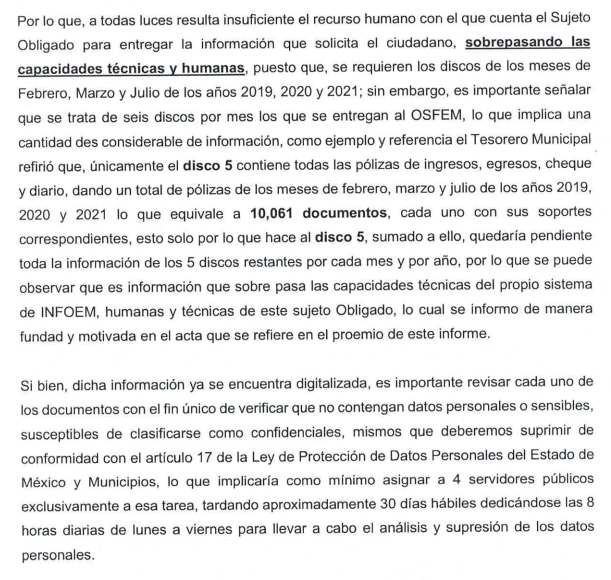 Por lo que, a todas luces resulta insuficiente el recurso humano con el que cuenta el Sujeto
Obligado para entregar la información que solicita el ciudadano, sobrepasando las
capacidades técnicas y humanas, puesto que, se requieren los discos de los meses de
Febrero, Marzo y Julio de los años 2019, 2020 y 2021; sin embargo, es importante señalar
que se trata de seis discos por mes los que se entregan al OSFEM, lo que implica una
cantidad des considerable de información, como ejemplo y referencia el Tesorero Municipal
refirió que, únicamente el disco 5 contiene todas las pólizas de ingresos, egresos, cheque
y diario, dando un total de pólizas de los meses de febrero, marzo y julio de los años 2019,
2020 y 2021 lo que equivale a 10,061 documentos, cada uno con sus soportes
correspondientes, esto solo por lo que hace al disco 5, sumado a ello, quedaría pendiente
toda la información de los 5 discos restantes por cada mes y por año, por lo que se puede
observar que es información que sobre pasa las capacidades técnicas del propio sistema
de INFOEM, humanas y técnicas de este sujeto Obligado, lo cual se informo de manera
fundad y motivada en el acta que se refiere en el proemio de este informe.
Si bien, dicha información ya se encuentra digitalizada, es importante revisar cada uno de
los documentos con el fin único de verificar que no contengan datos personales o sensibles,
susceptibles de clasificarse como confidenciales, mismos que deberemos suprimir de
conformidad con el artículo 17 de la Ley de Protección de Datos Personales del Estado de
México y Municipios, lo que implicaría como mínimo asignar a 4 servidores públicos
exclusivamente a esa tarea, tardando aproximadamente 30 días hábiles dedicándose las 8
horas diarias de lunes a viernes para llevar a cabo el análisis y supresión de los datos
personales.